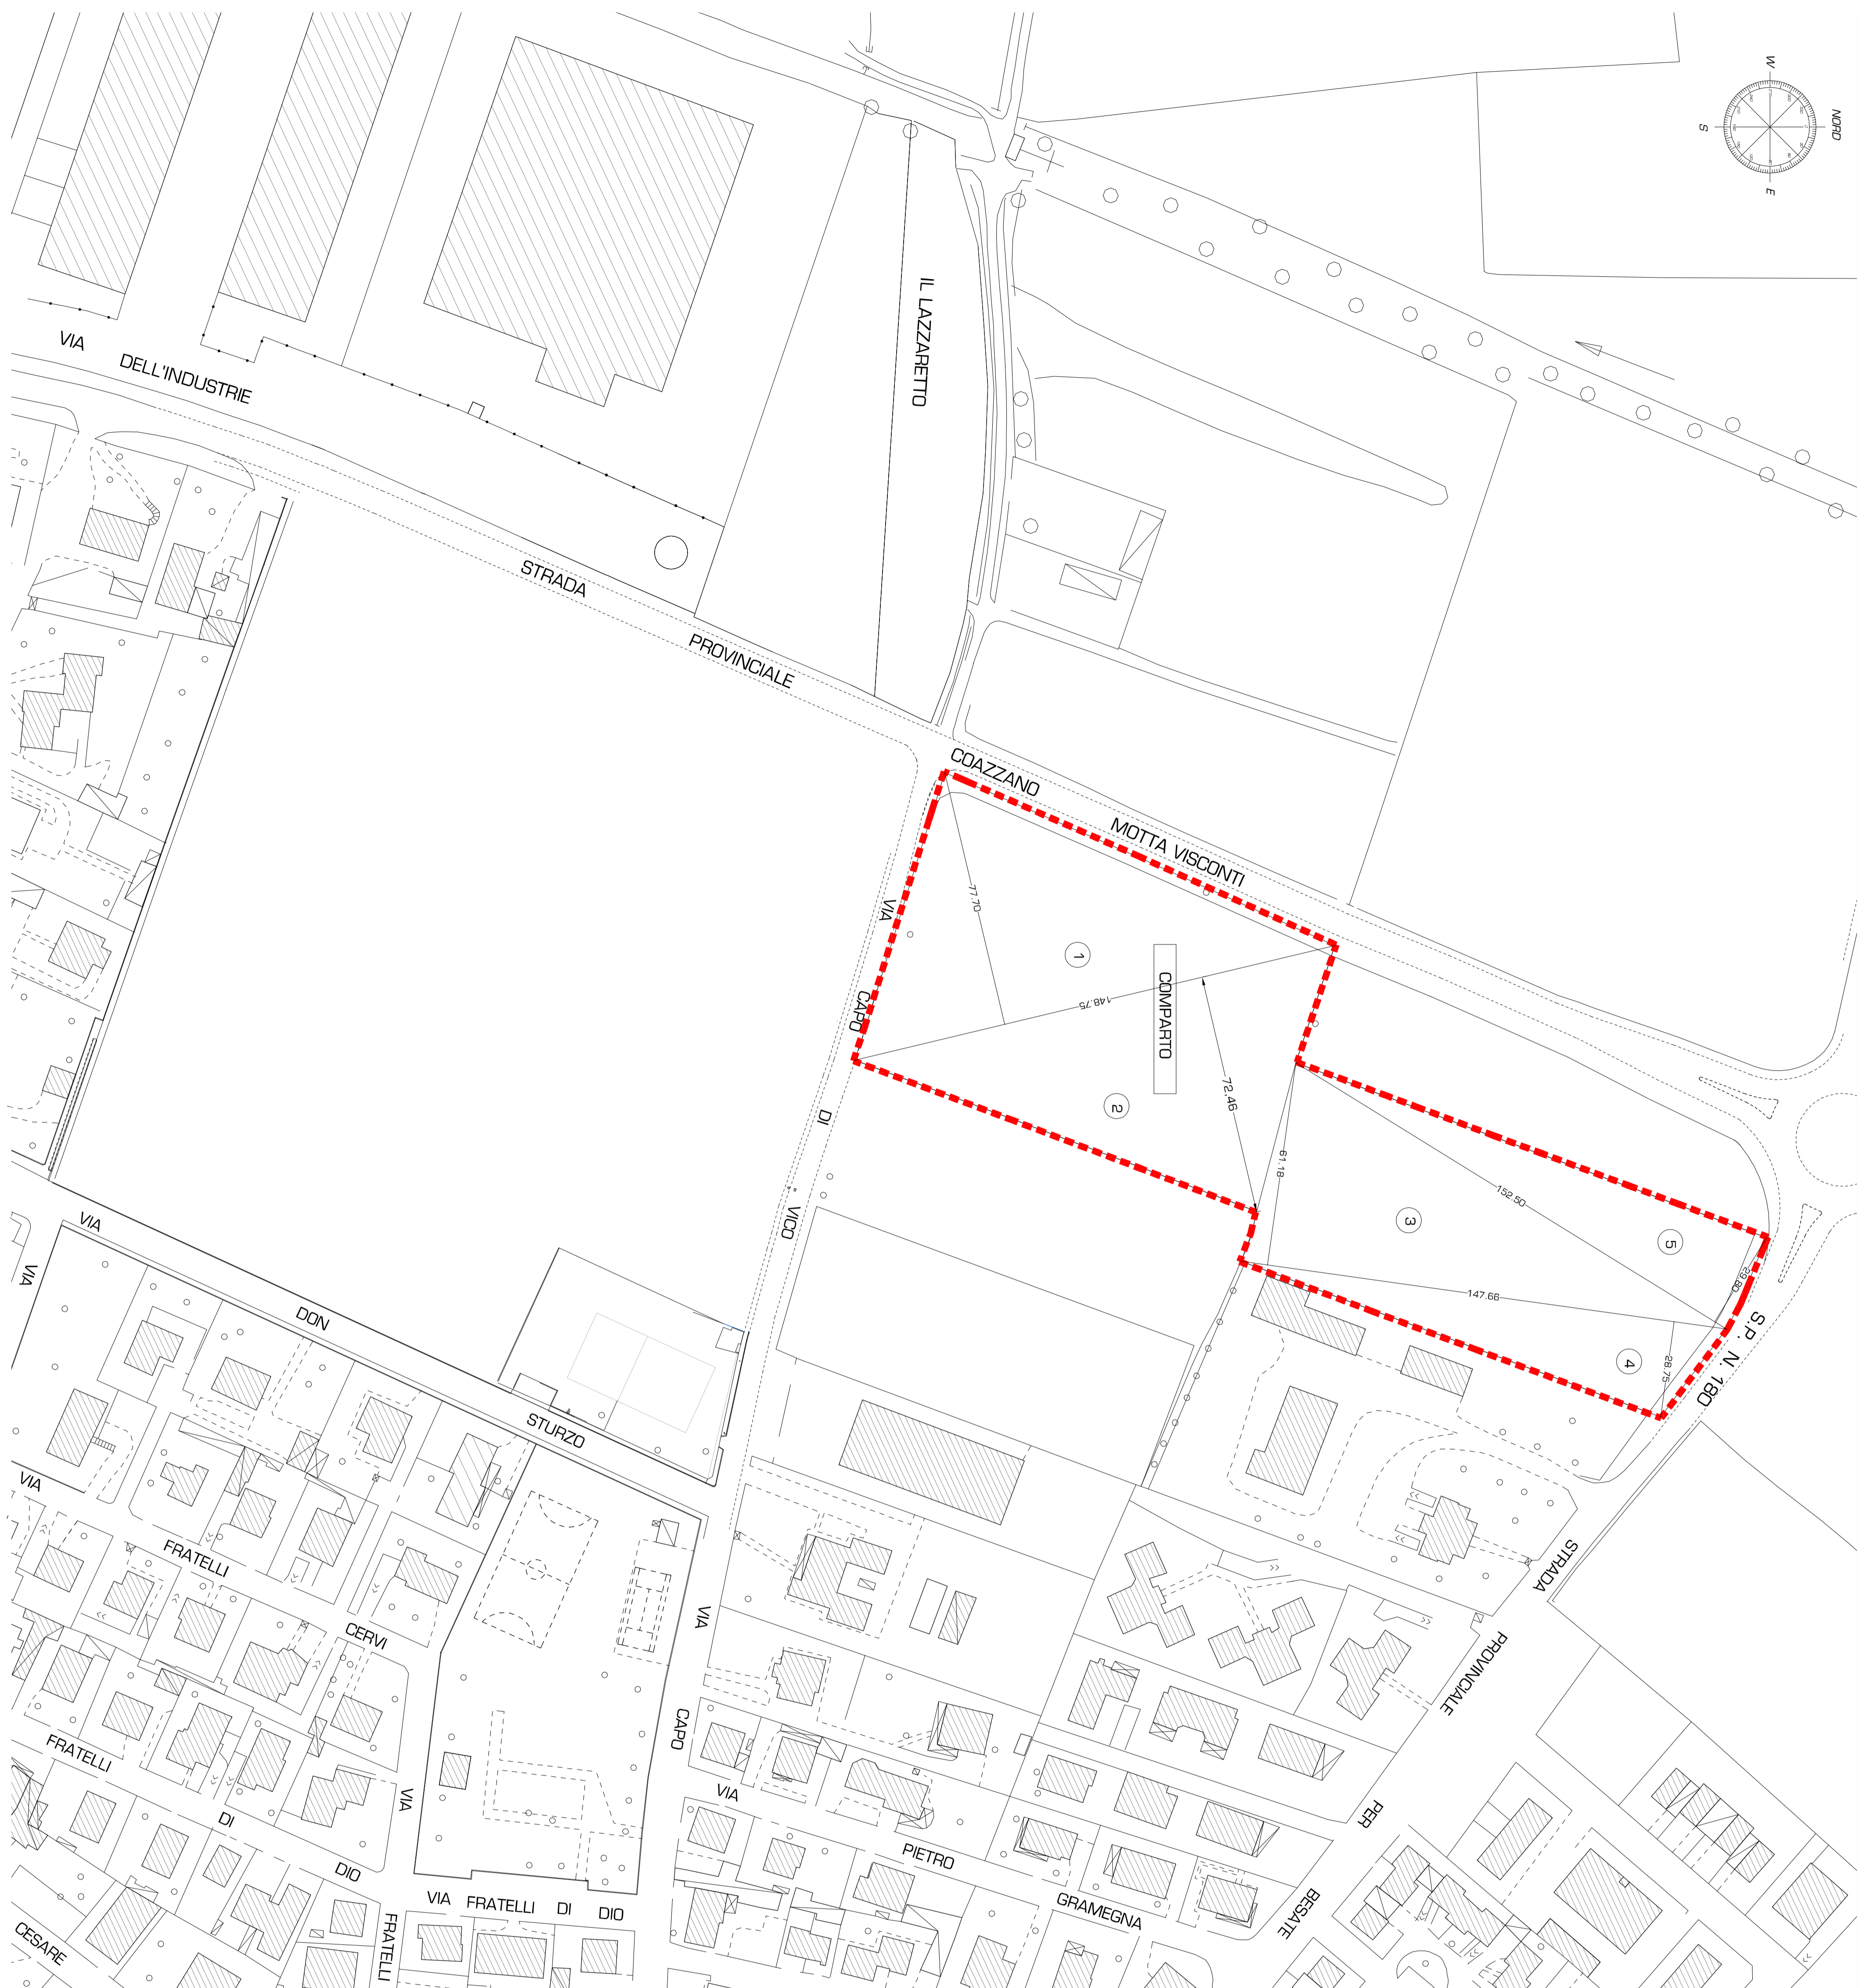 W
NORD
S
E
IL LAZZARETTO
VIA DELL'INDUSTRIE
STRADA PROVINCIALE COAZZANO MOTTA VISCONTI
77.70
1
148.75
COMPARTO
72.46
2
61.18
3
152.50
5
29.80
147.66
4
28.75
S.P. N. 180
VIA CAPO DI VICO
VIA DON STURZO
VIA
VIA FRATELLI CERVI
STRADA PROVINCIALE PER BESATE
VIA CAPO
FRATELLI DI DIO
VIA
VIA PIETRO GRAMEGNA
VIA FRATELLI DI DIO
FRATELLI
CESARE